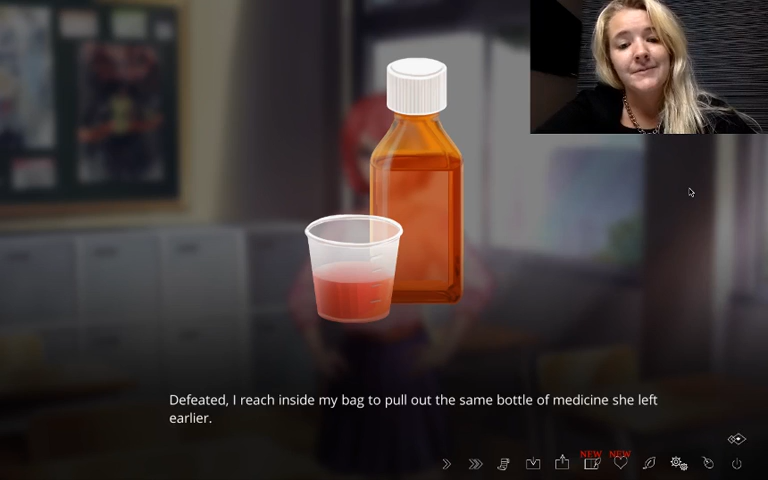 Defeated, I reach inside my bag to pull out the same bottle of medicine she left
earlier.
NEW NEW